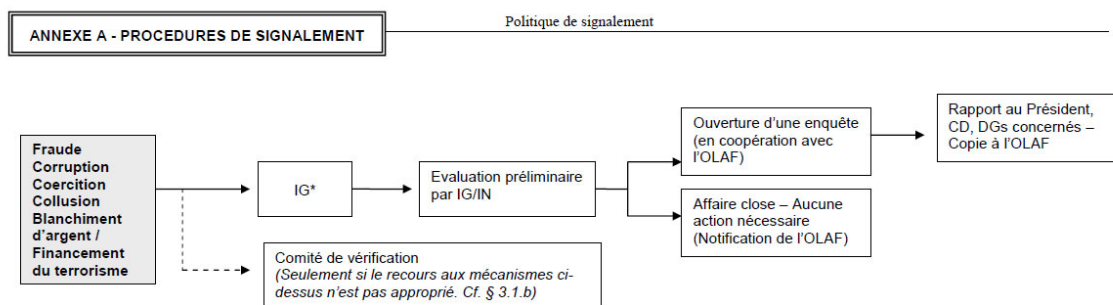 Politique de signalement
ANNEXE A - PROCEDURES DE SIGNALEMENT
Fraude
Corruption
Coercition
Collusion
Blanchiment
d'argent /
Financement
du terrorisme
IG*
Evaluation préliminaire
par IG/IN
Ouverture d'une enquête
(en coopération avec
l'OLAF)
Rapport au Président,
CD, DGs concernés –
Copie à l'OLAF
Affaire close – Aucune
action nécessaire
(Notification de l'OLAF)
Comité de vérification
(Seulement si le recours aux mécanismes ci-
dessus n'est pas approprié. Cf. § 3.1.b)